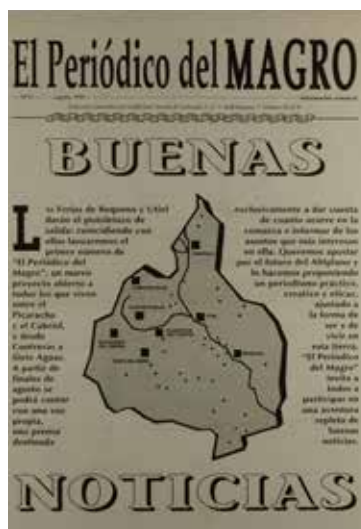 El Periódico del MAGRO
BUENAS
Las Ferias de Requena y Utiel
darán el pistoletazo de
salida: coincidiendo con
ellas lanzaremos el
primer número de
"El Periódico del
Magro", un nuevo
proyecto abierto a
todos los que viven
entre el
Picaracho
y el Cabriel,
y desde
Contreras a
Siete Aguas.
A partir de
finales de
agosto se
podrá contar
con una voz
propia,
una prensa
destinada
exclusivamente a dar cuenta
de cuanto ocurre en la
comarca e informar de los
asuntos que más interesan
en ella. Queremos apostar
por el futuro del Altiplano y
lo hacemos proponiendo
un periodismo práctico,
creativo y eficaz,
ajustado a
la forma de
ser y de
vivir en
esta tierra.
"El Periódico
del Magro"
invita a
todos a
participar en
una aventura
repleta de
buenas
noticias.
NOTICIAS